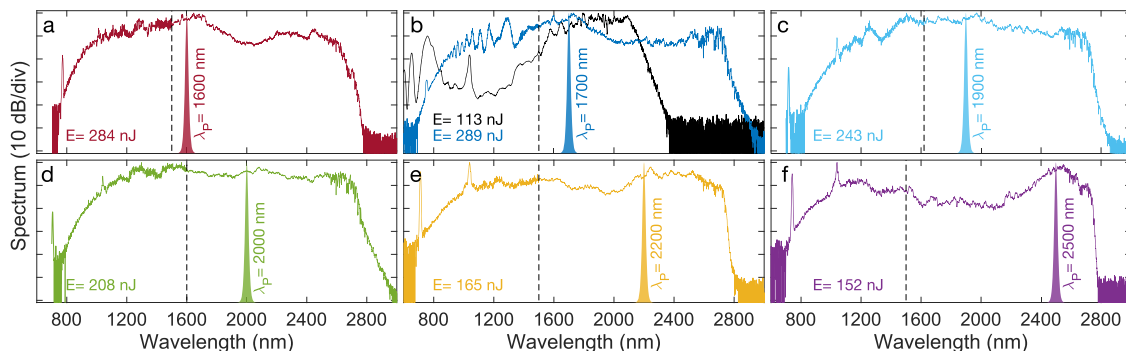 Spectrum (10 dB/div)
a
λP= 1600 nm
E= 284 nJ
b
λP= 1700 nm
E= 113 nJ
E= 289 nJ
c
λP= 1900 nm
E= 243 nJ
d
λP= 2000 nm
E= 208 nJ
e
λP= 2200 nm
E= 165 nJ
f
λP= 2500 nm
E= 152 nJ
800 1200 1600 2000 2400 2800
800 1200 1600 2000 2400 2800
800 1200 1600 2000 2400 2800
Wavelength (nm)
Wavelength (nm)
Wavelength (nm)